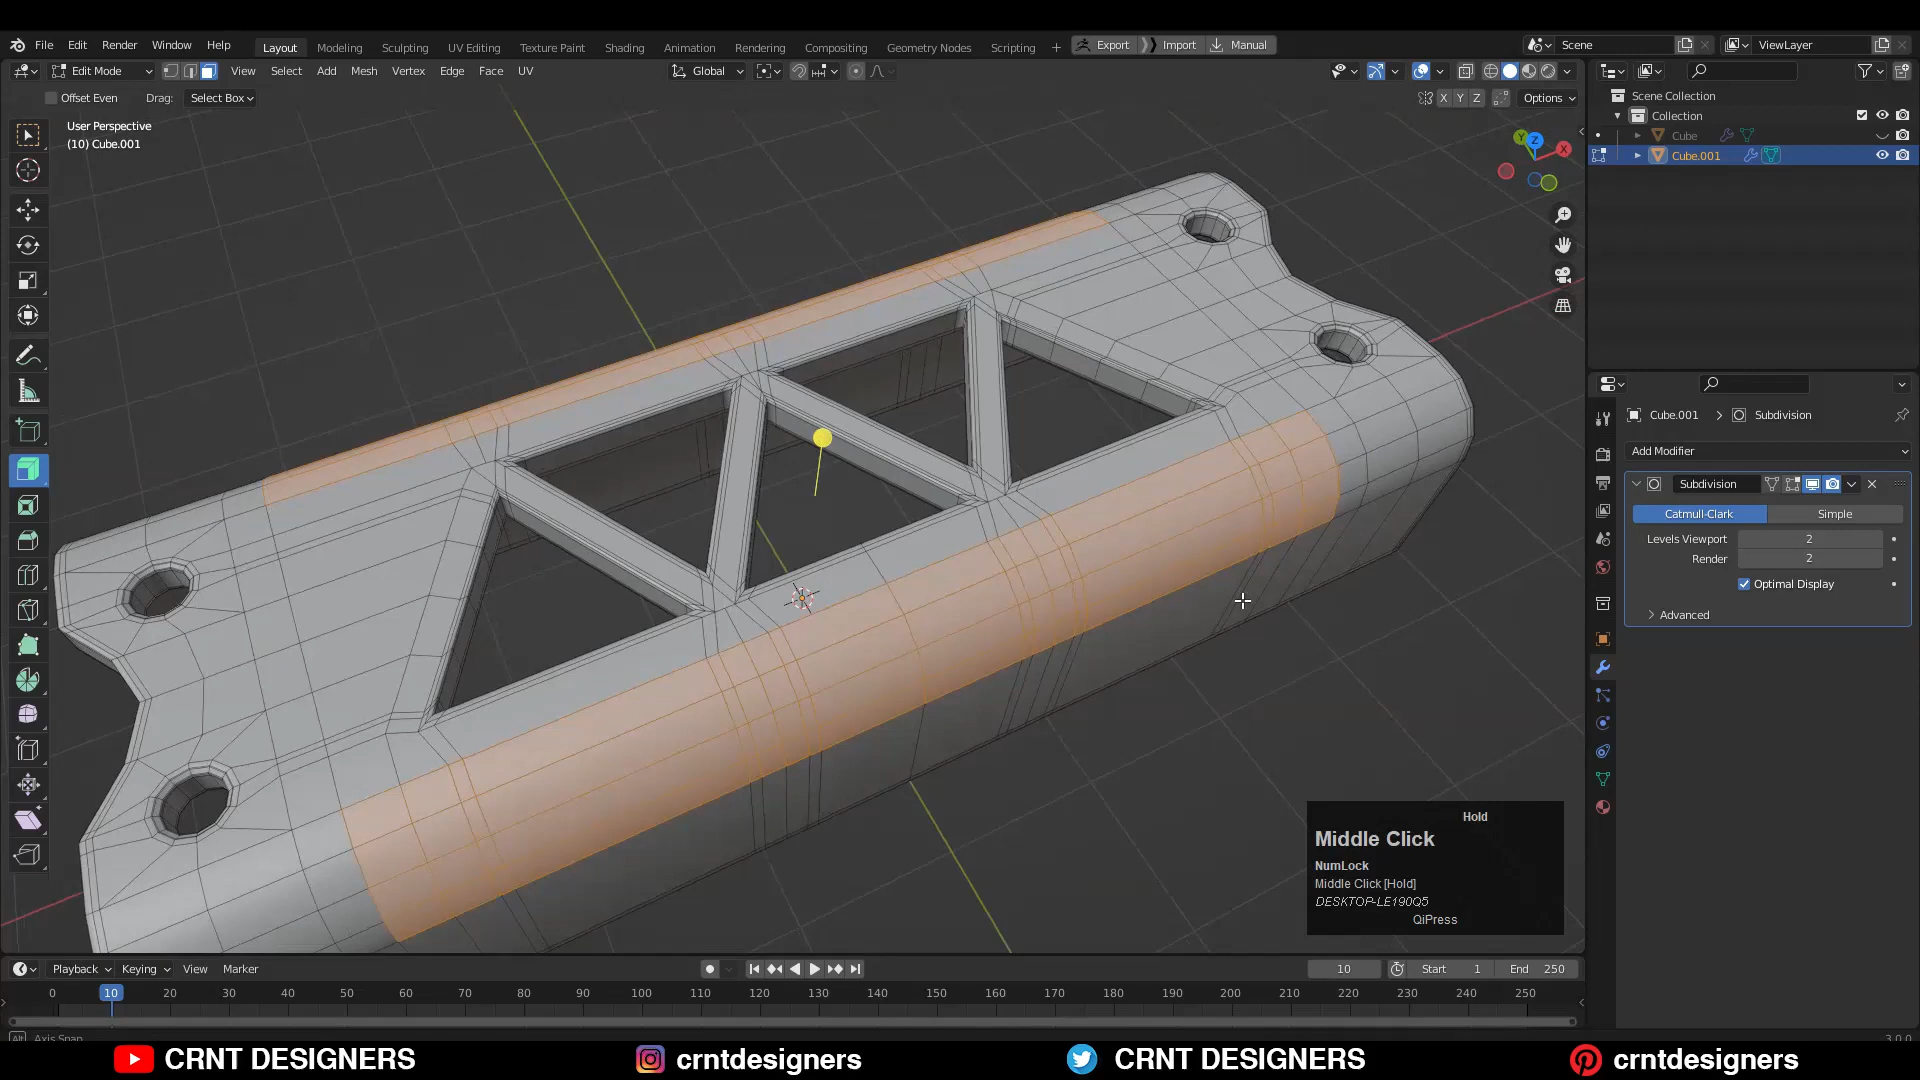 File Edit Render Window Help Layout Modeling Sculpting UV Editing Texture Paint Shading Animation Rendering Compositing Geometry Nodes Scripting + Export Import Manual Scene ViewLayer
Edit Mode View Select Add Mesh Vertex Edge Face UV Global
Offset Even Drag: Select Box X Y Z Options
User Perspective
(10) Cube.001
Y Z X
Scene Collection
Collection
Cube
Cube.001
Cube.001 > Subdivision
Add Modifier
Subdivision
Catmull-Clark Simple
Levels Viewport 2
Render 2
Optimal Display
Advanced
Hold
Middle Click
NumLock
Middle Click [Hold]
DESKTOP-LE190Q5
QiPress
Playback Keying View Marker 10 Start 1 End 250
0 10 20 30 40 50 60 70 80 90 100 110 120 130 140 150 160 170 180 190 200 210 220 230 240 250
Alt Axis Snap 3.0.0
CRNT DESIGNERS crntdesigners CRNT DESIGNERS crntdesigners